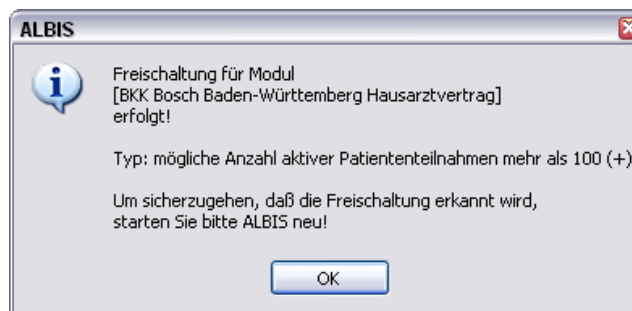 ALBIS
Freischaltung für Modul
[BKK Bosch Baden-Württemberg Hausarztvertrag]
erfolgt!
Typ: mögliche Anzahl aktiver Patiententeilnahmen mehr als 100 (+)
Um sicherzugehen, daß die Freischaltung erkannt wird,
starten Sie bitte ALBIS neu!
OK